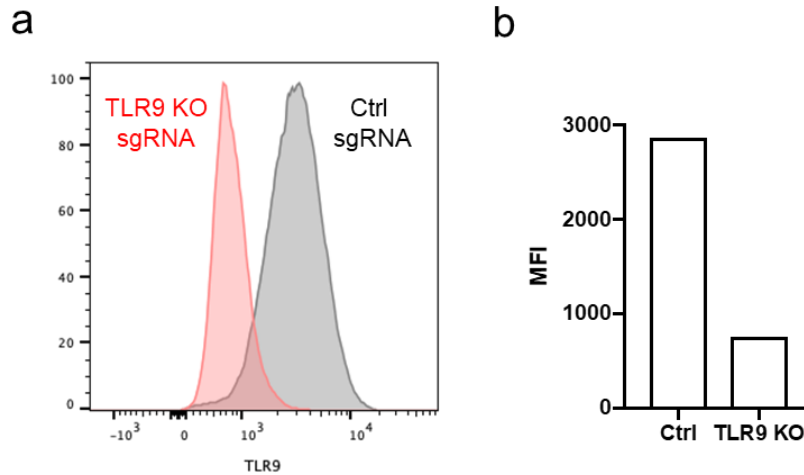 a
100
80
60
40
20
0
TLR9 KO
sgRNA
Ctrl
sgRNA
-10³ 0 10³ 10⁴
TLR9
b
3000
2000
1000
0
MFI
Ctrl TLR9 KO